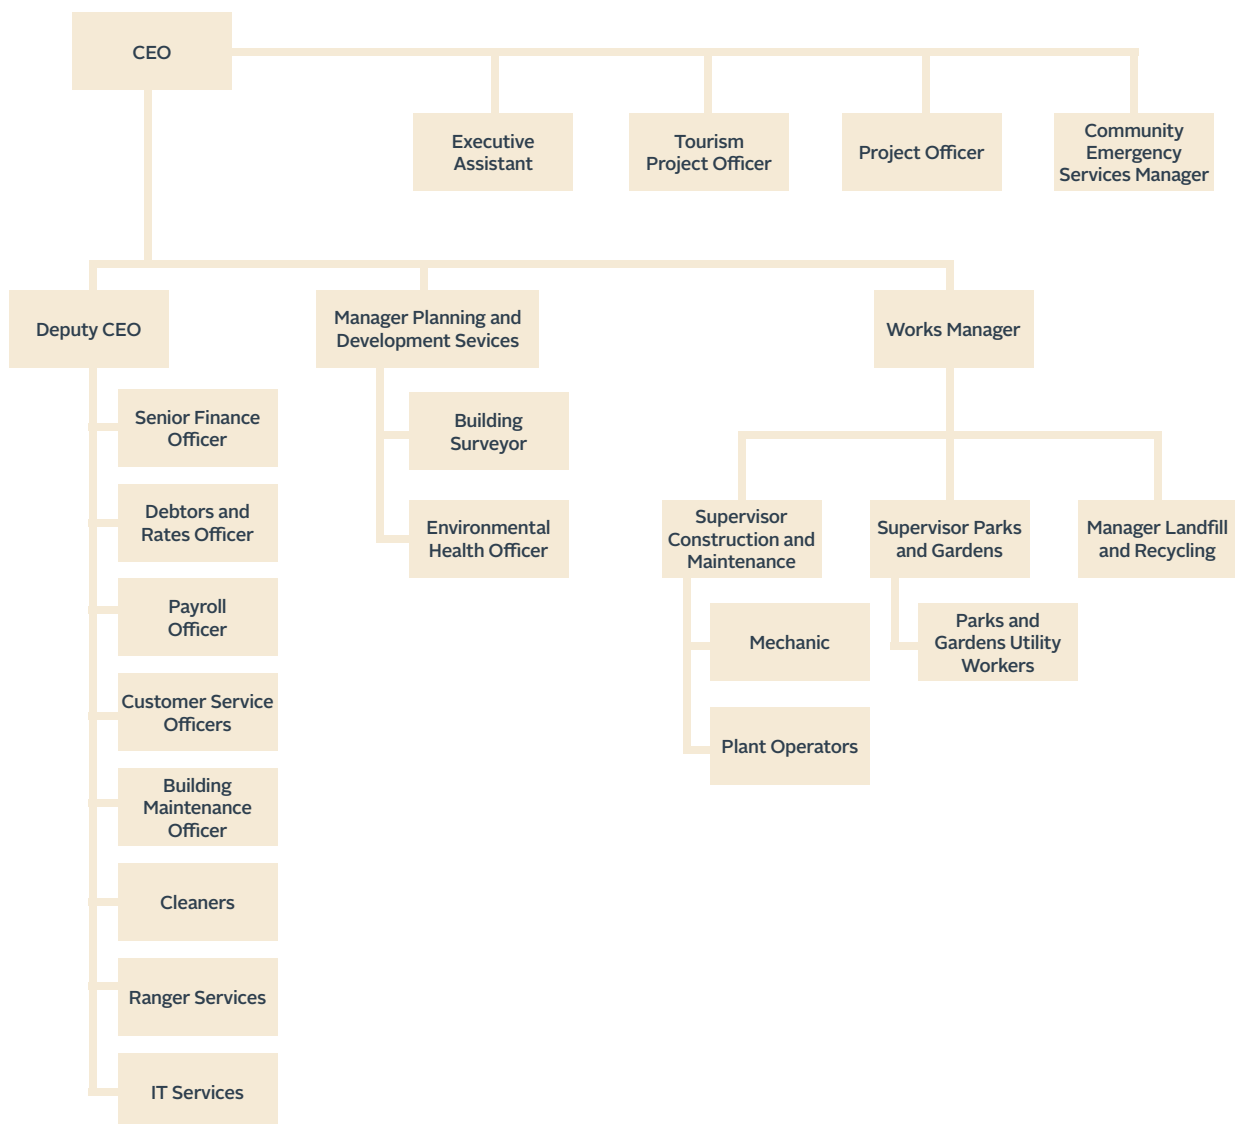 CEO
Executive
Assistant
Tourism
Project Officer
Project Officer
Community
Emergency
Services Manager
Deputy CEO
Manager Planning and
Development Sevices
Works Manager
Senior Finance
Officer
Debtors and
Rates Officer
Payroll
Officer
Customer Service
Officers
Building
Maintenance
Officer
Cleaners
Ranger Services
IT Services
Building
Surveyor
Environmental
Health Officer
Supervisor
Construction and
Maintenance
Mechanic
Plant Operators
Supervisor Parks
and Gardens
Parks and
Gardens Utility
Workers
Manager Landfill
and Recycling